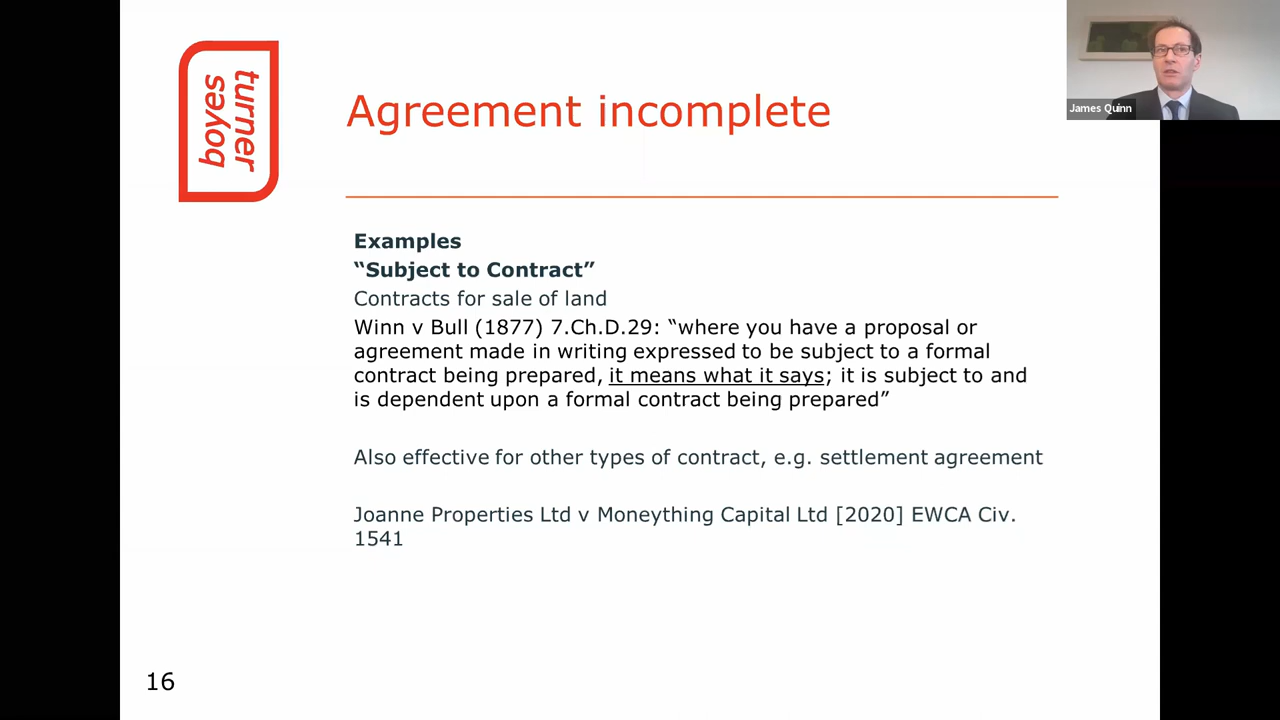 turner
boyes
Agreement incomplete
James Quinn
Examples
“Subject to Contract”
Contracts for sale of land
Winn v Bull (1877) 7.Ch.D.29: “where you have a proposal or
agreement made in writing expressed to be subject to a formal
contract being prepared, it means what it says; it is subject to and
is dependent upon a formal contract being prepared”
Also effective for other types of contract, e.g. settlement agreement
Joanne Properties Ltd v Moneything Capital Ltd [2020] EWCA Civ.
1541
16